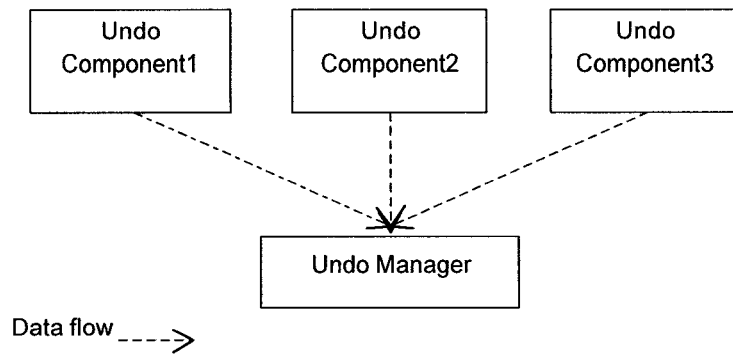 Undo
Component1
Undo
Component2
Undo
Component3
Undo Manager
Data flow